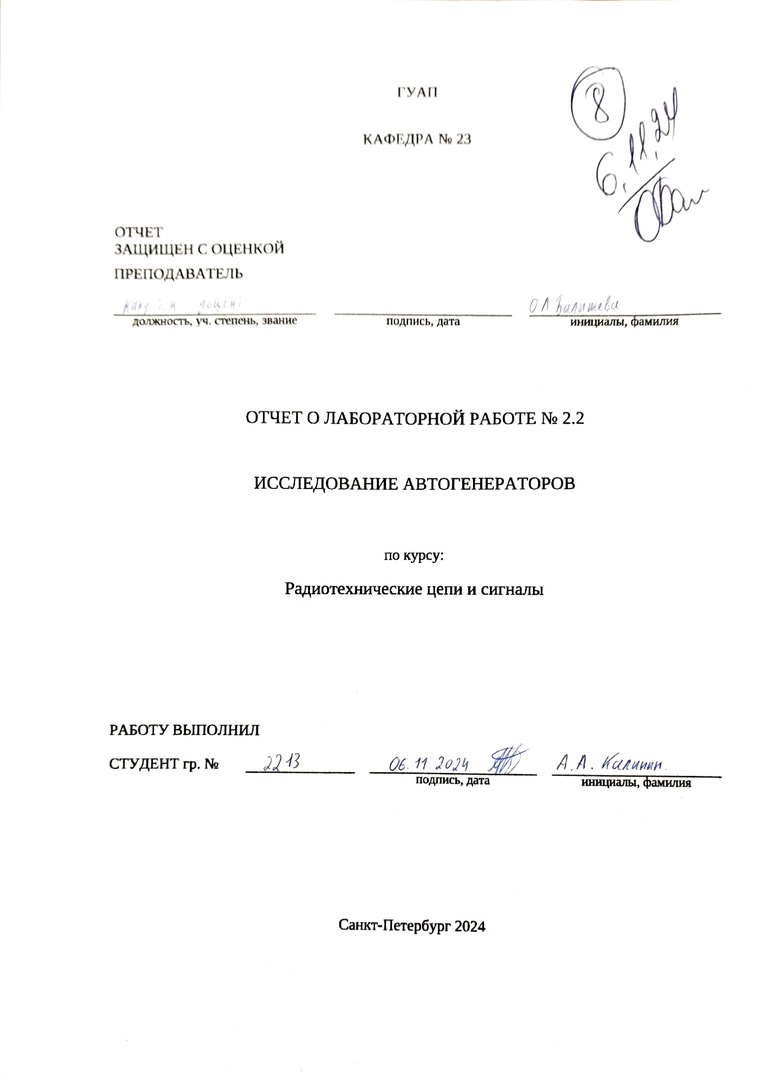 ГУАП
8
КАФЕДРА № 23
6.11.24
ОТЧЕТ
ЗАЩИЩЕН С ОЦЕНКОЙ
ПРЕПОДАВАТЕЛЬ
О Л Балышева
должность, уч. степень, звание подпись, дата инициалы, фамилия
ОТЧЕТ О ЛАБОРАТОРНОЙ РАБОТЕ № 2.2
ИССЛЕДОВАНИЕ АВТОГЕНЕРАТОРОВ
по курсу:
Радиотехнические цепи и сигналы
РАБОТУ ВЫПОЛНИЛ
СТУДЕНТ гр. № 2213 06.11 2024 А.А. Калинин
подпись, дата инициалы, фамилия
Санкт-Петербург 2024